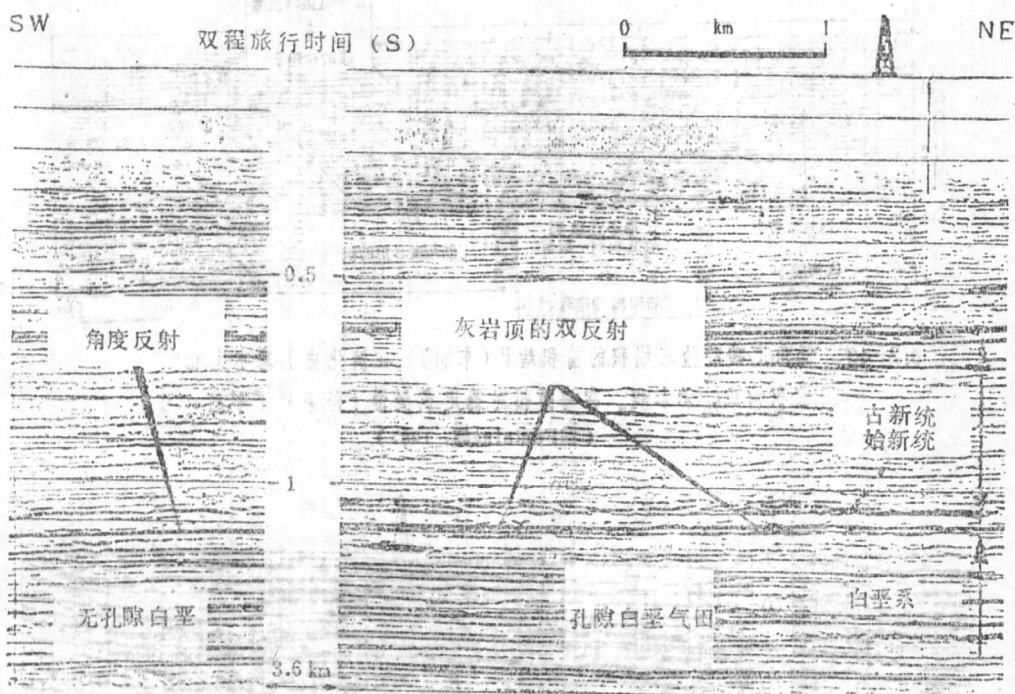 SW
双程旅行时间 (S)
0 km 1
NE
0.5
角度反射
灰岩顶的双反射
古新统
始新统
1
无孔隙白垩
孔隙白垩气田
白垩系
3.6 km